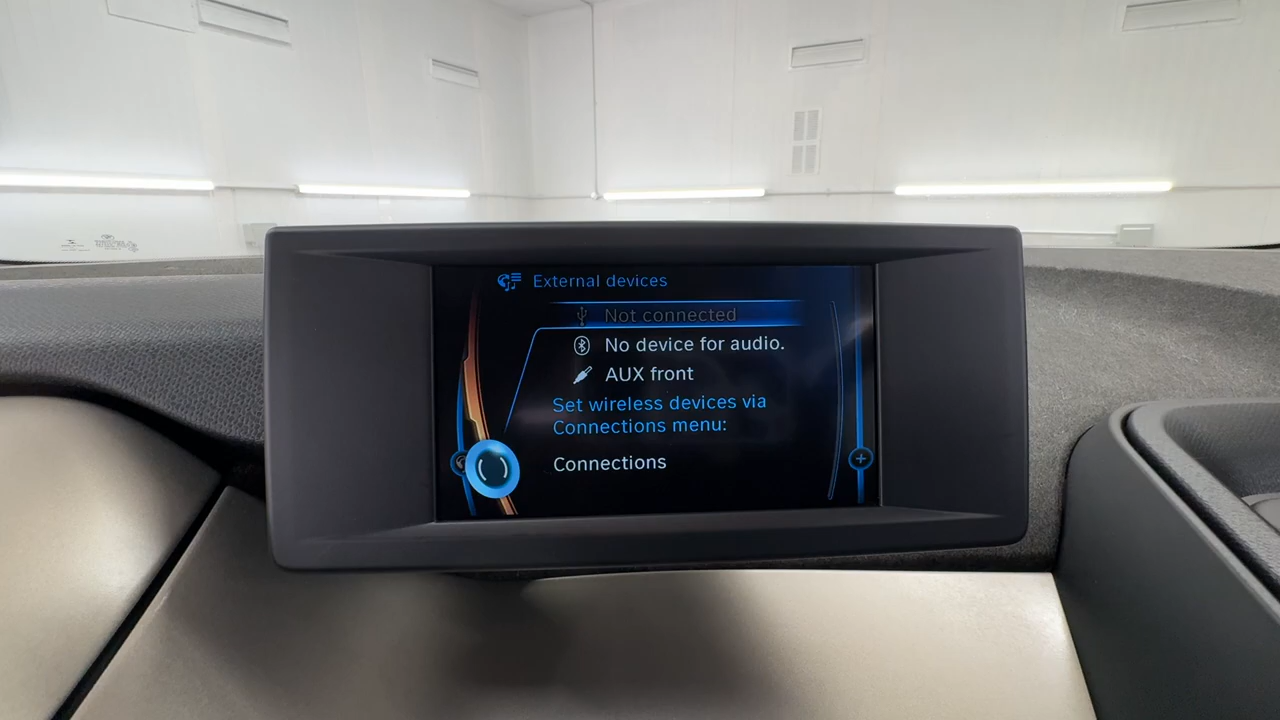 External devices
Not connected
No device for audio.
AUX front
Set wireless devices via
Connections menu:
Connections